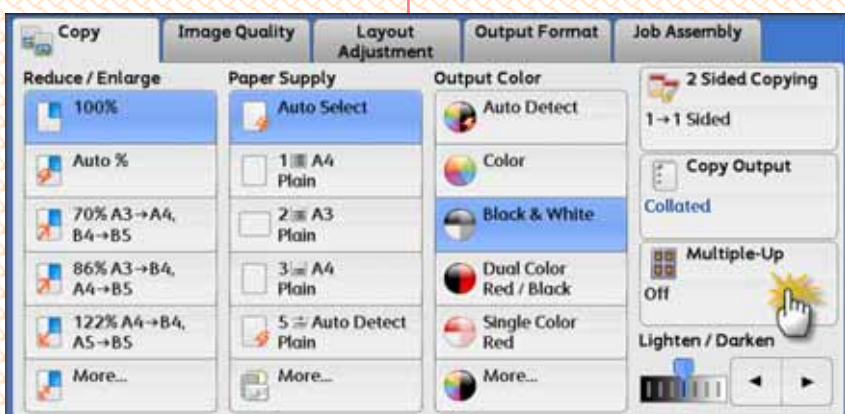 Copy
Image Quality
Layout
Adjustment
Output Format
Job Assembly
Reduce / Enlarge
100%
Auto %
70% A3→A4,
B4→B5
86% A3→B4,
A4→B5
122% A4→B4,
A5→B5
More...
Paper Supply
Auto Select
1 A4
Plain
2 A3
Plain
3 A4
Plain
5 Auto Detect
Plain
More...
Output Color
Auto Detect
Color
Black & White
Dual Color
Red / Black
Single Color
Red
More...
2 Sided Copying
1→1 Sided
Copy Output
Collated
Multiple-Up
Off
Lighten / Darken